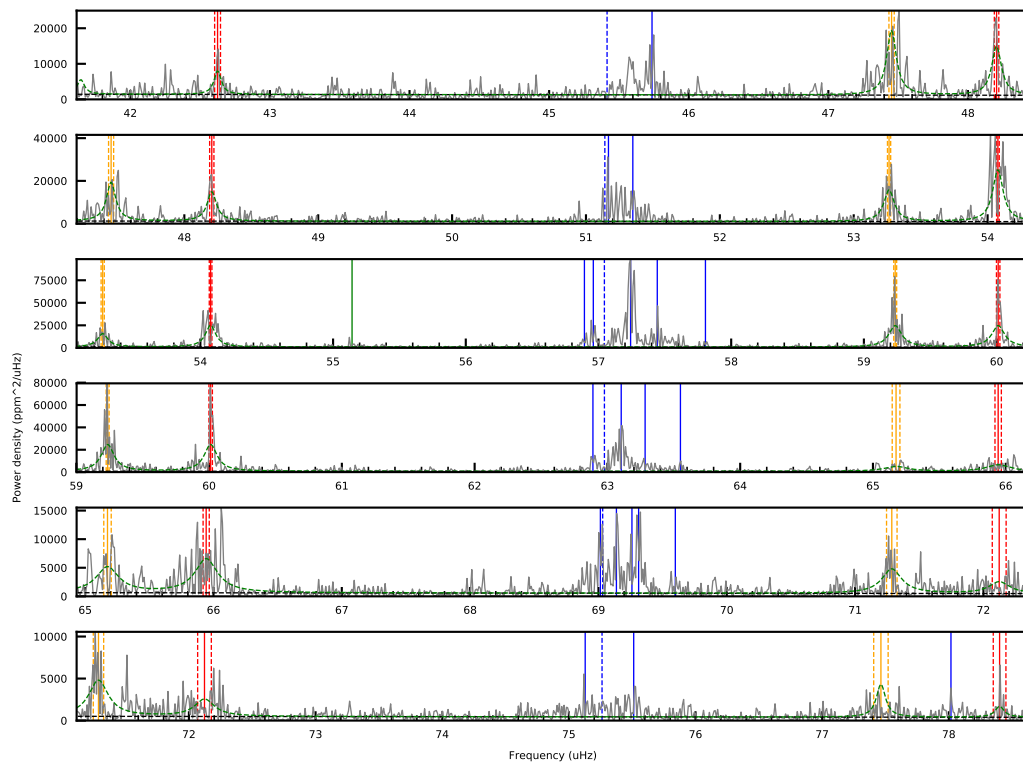 20000
10000
0
42 43 44 45 46 47 48
40000
20000
0
48 49 50 51 52 53 54
75000
50000
25000
0
54 55 56 57 58 59 60
80000
60000
40000
20000
0
59 60 61 62 63 64 65 66
15000
10000
5000
0
65 66 67 68 69 70 71 72
10000
5000
0
72 73 74 75 76 77 78
Power density (ppm^2/uHz)
Frequency (uHz)